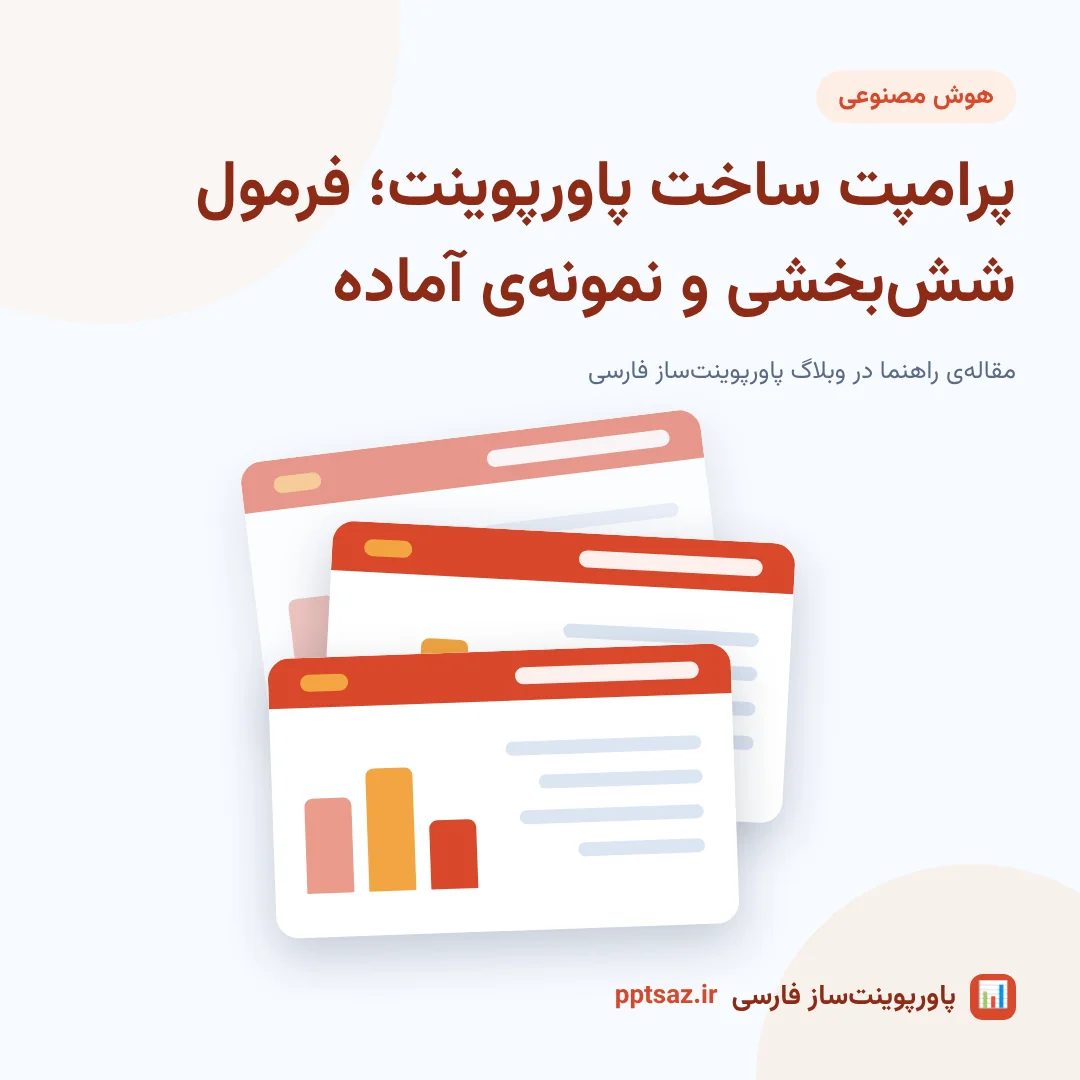 هوش مصنوعی
پرامپت ساخت پاورپوینت؛ فرمول
شش‌بخشی و نمونه‌ی آماده
مقاله‌ی راهنما در وبلاگ پاورپوینت‌ساز فارسی
پاورپوینت‌ساز فارسی pptsaz.ir